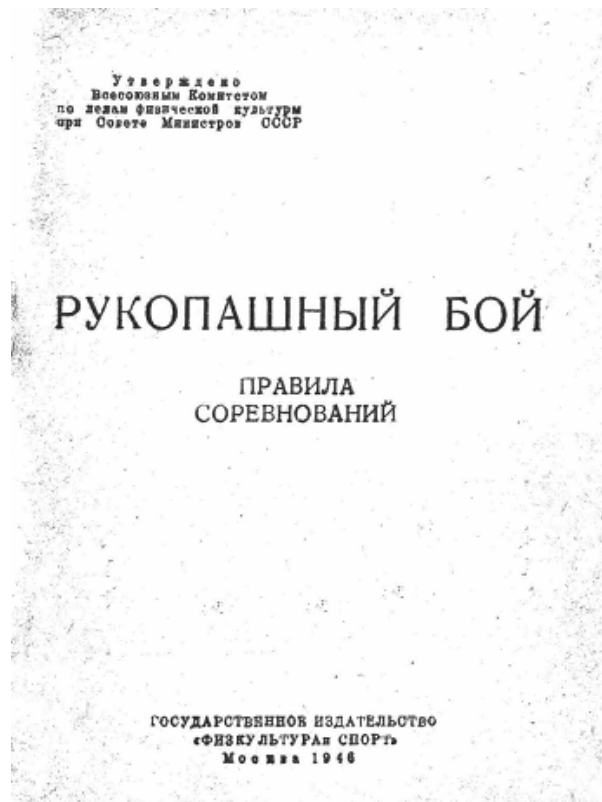 Утверждено
Всесоюзным Комитетом
по делам физической культуры
при Совете Министров СССР
РУКОПАШНЫЙ БОЙ
ПРАВИЛА
СОРЕВНОВАНИЙ
ГОСУДАРСТВЕННОЕ ИЗДАТЕЛЬСТВО
«ФИЗКУЛЬТУРА и СПОРТ»
Москва 1946